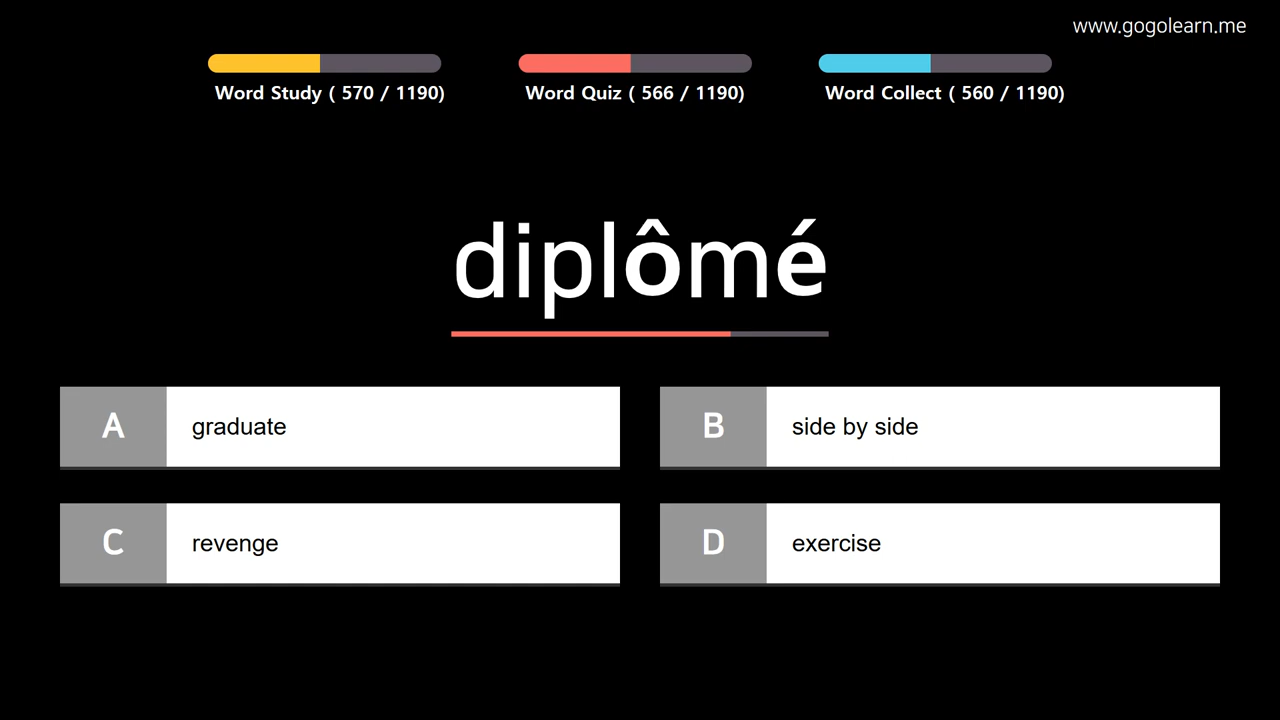 www.gogolearn.me
Word Study ( 570 / 1190)
Word Quiz ( 566 / 1190)
Word Collect ( 560 / 1190)
diplômé
A graduate
B side by side
C revenge
D exercise